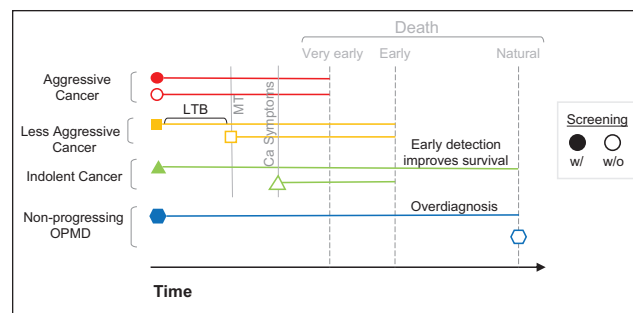 Death
Very early
Early
Natural
Aggressive
Cancer
LTB
MT
Less Aggressive
Cancer
Ca Symptoms
Early detection
improves survival
Indolent Cancer
Overdiagnosis
Non-progressing
OPMD
Time
Screening
w/
w/o